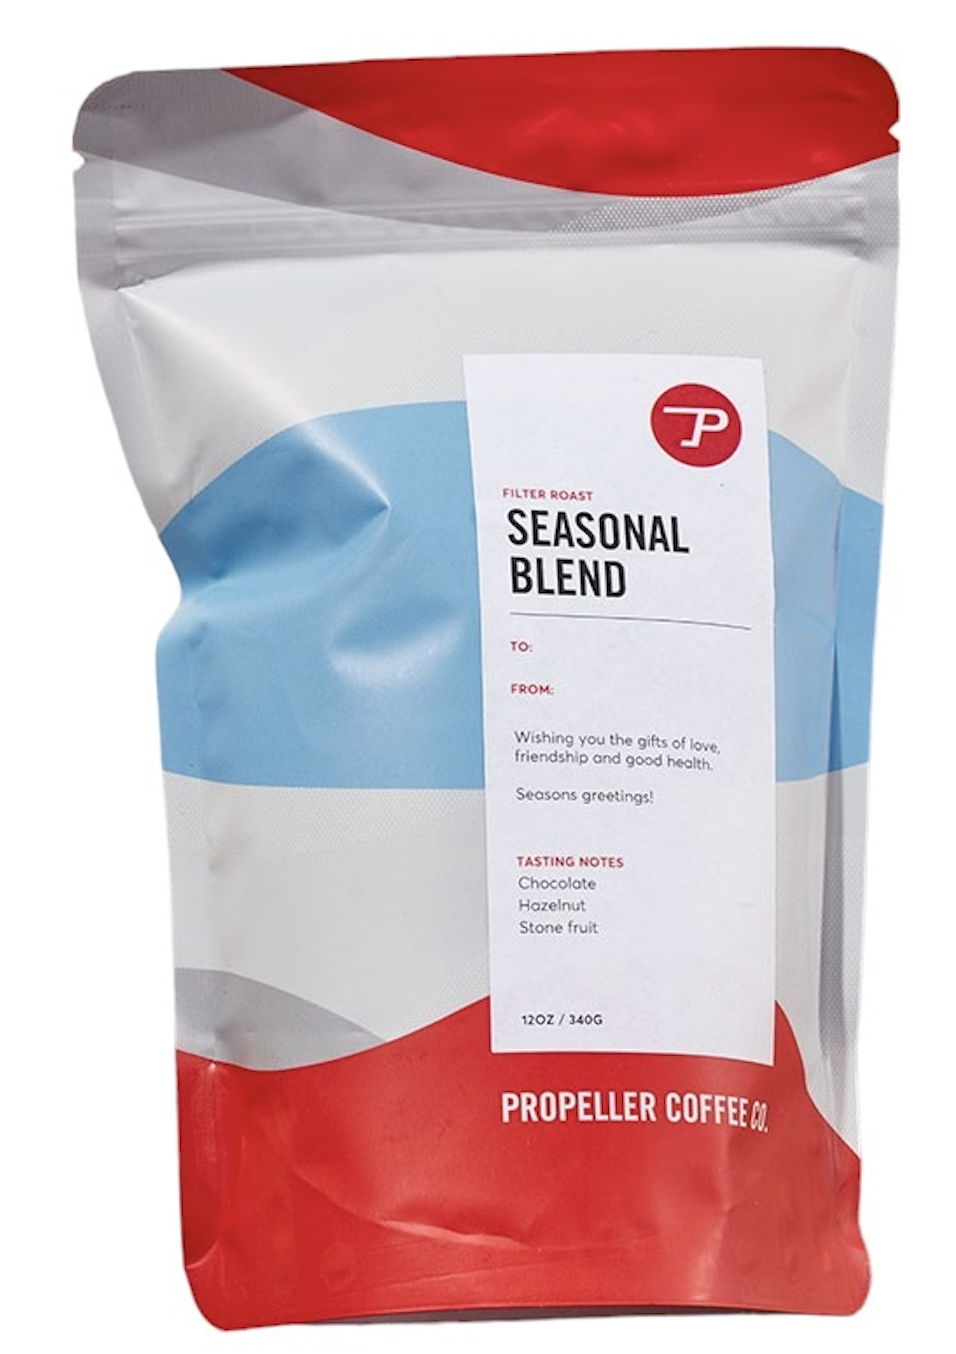 P
FILTER ROAST
SEASONAL
BLEND
TO:
FROM:
Wishing you the gifts of love,
friendship and good health.
Seasons greetings!
TASTING NOTES
Chocolate
Hazelnut
Stone fruit
12OZ / 340G
PROPELLER COFFEE CO.